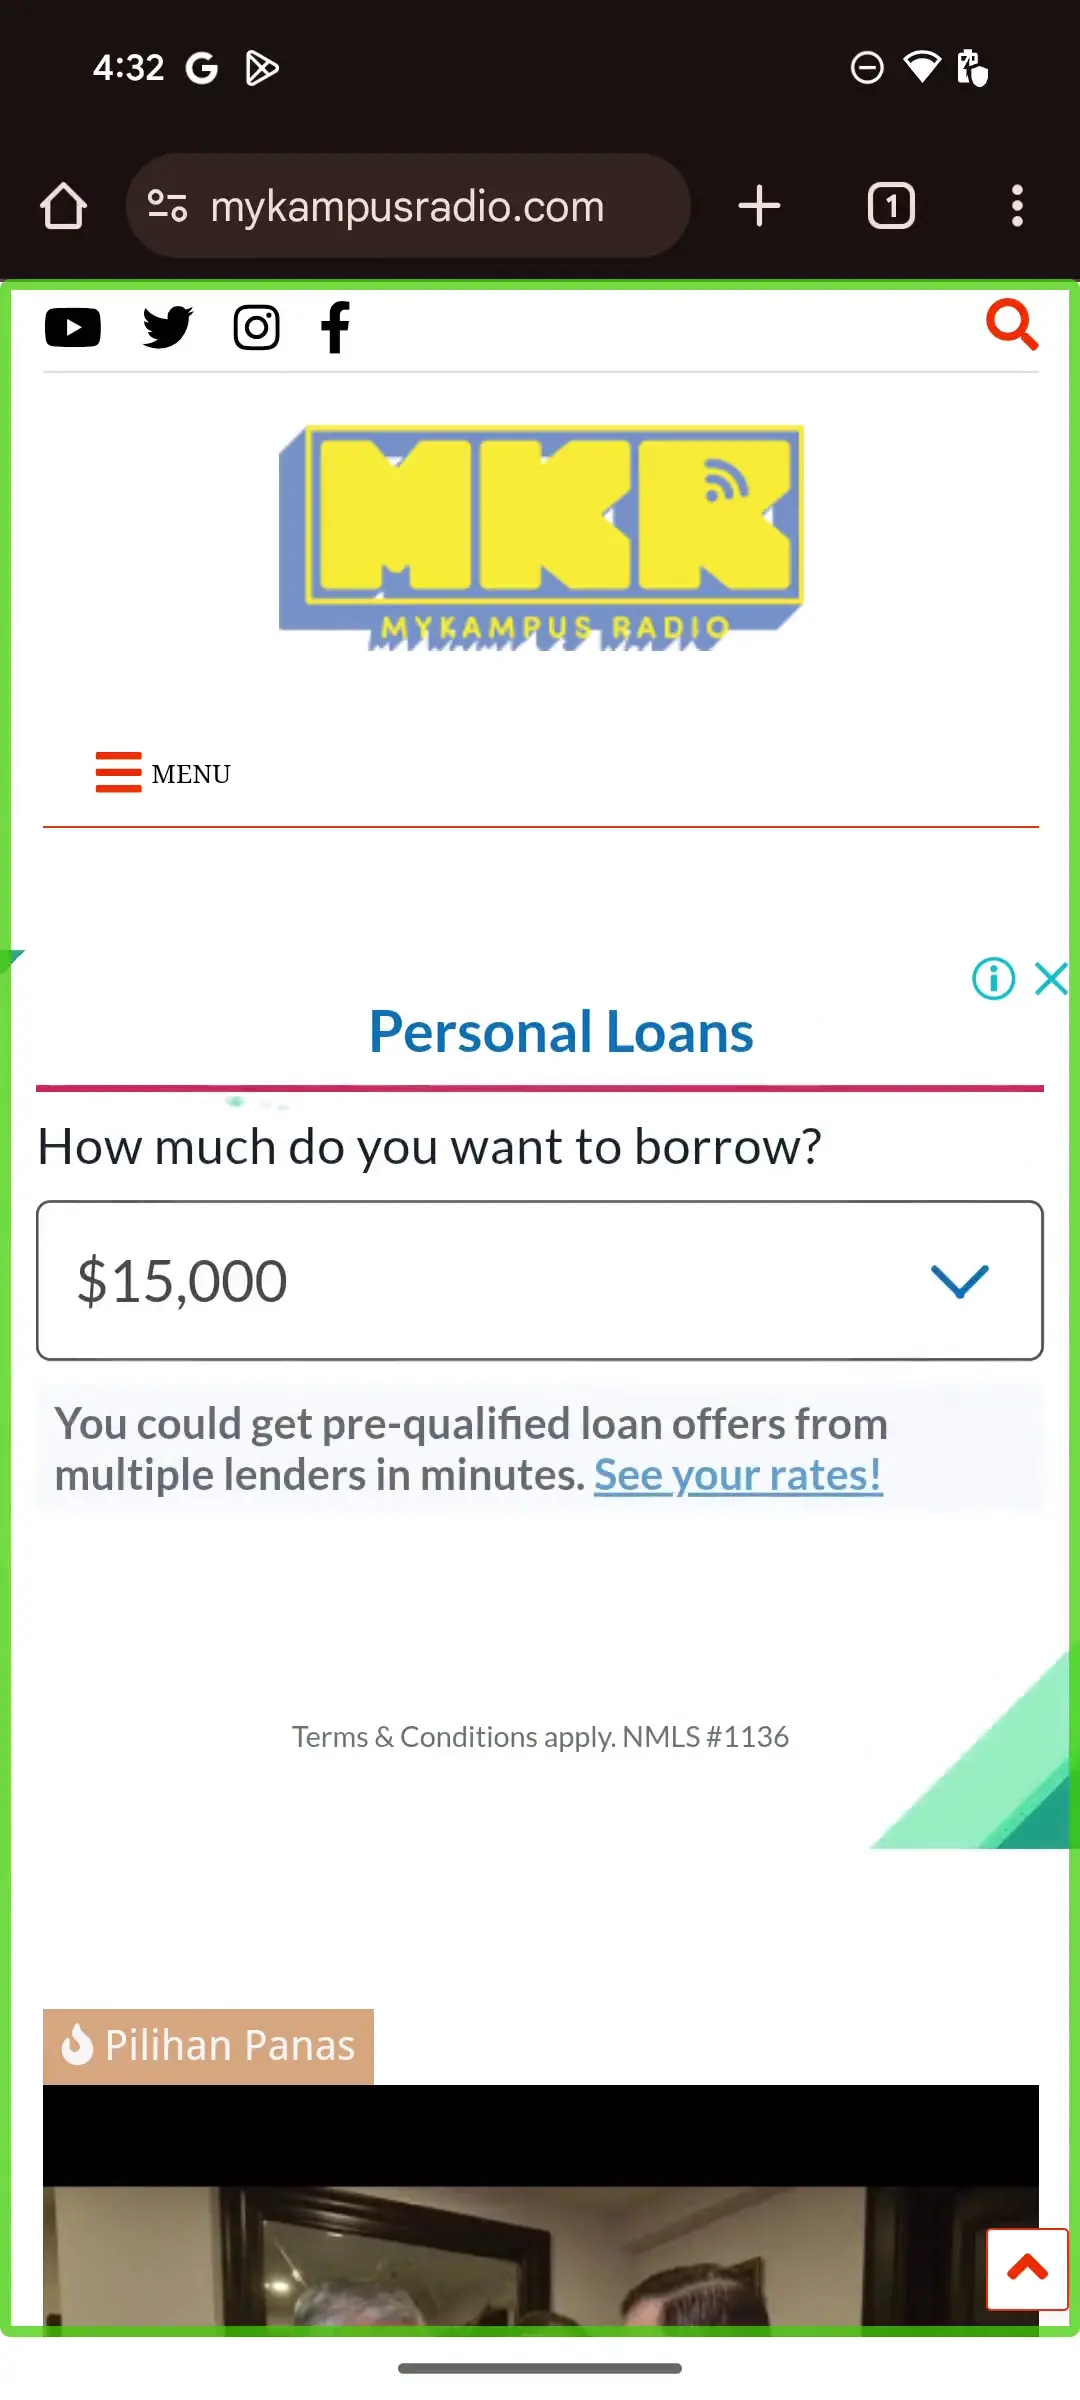 4:32
mykampusradio.com
1
MKR
MYKAMPUS RADIO
MENU
Personal Loans
How much do you want to borrow?
$15,000
You could get pre-qualified loan offers from
multiple lenders in minutes. See your rates!
Terms & Conditions apply. NMLS #1136
Pilihan Panas